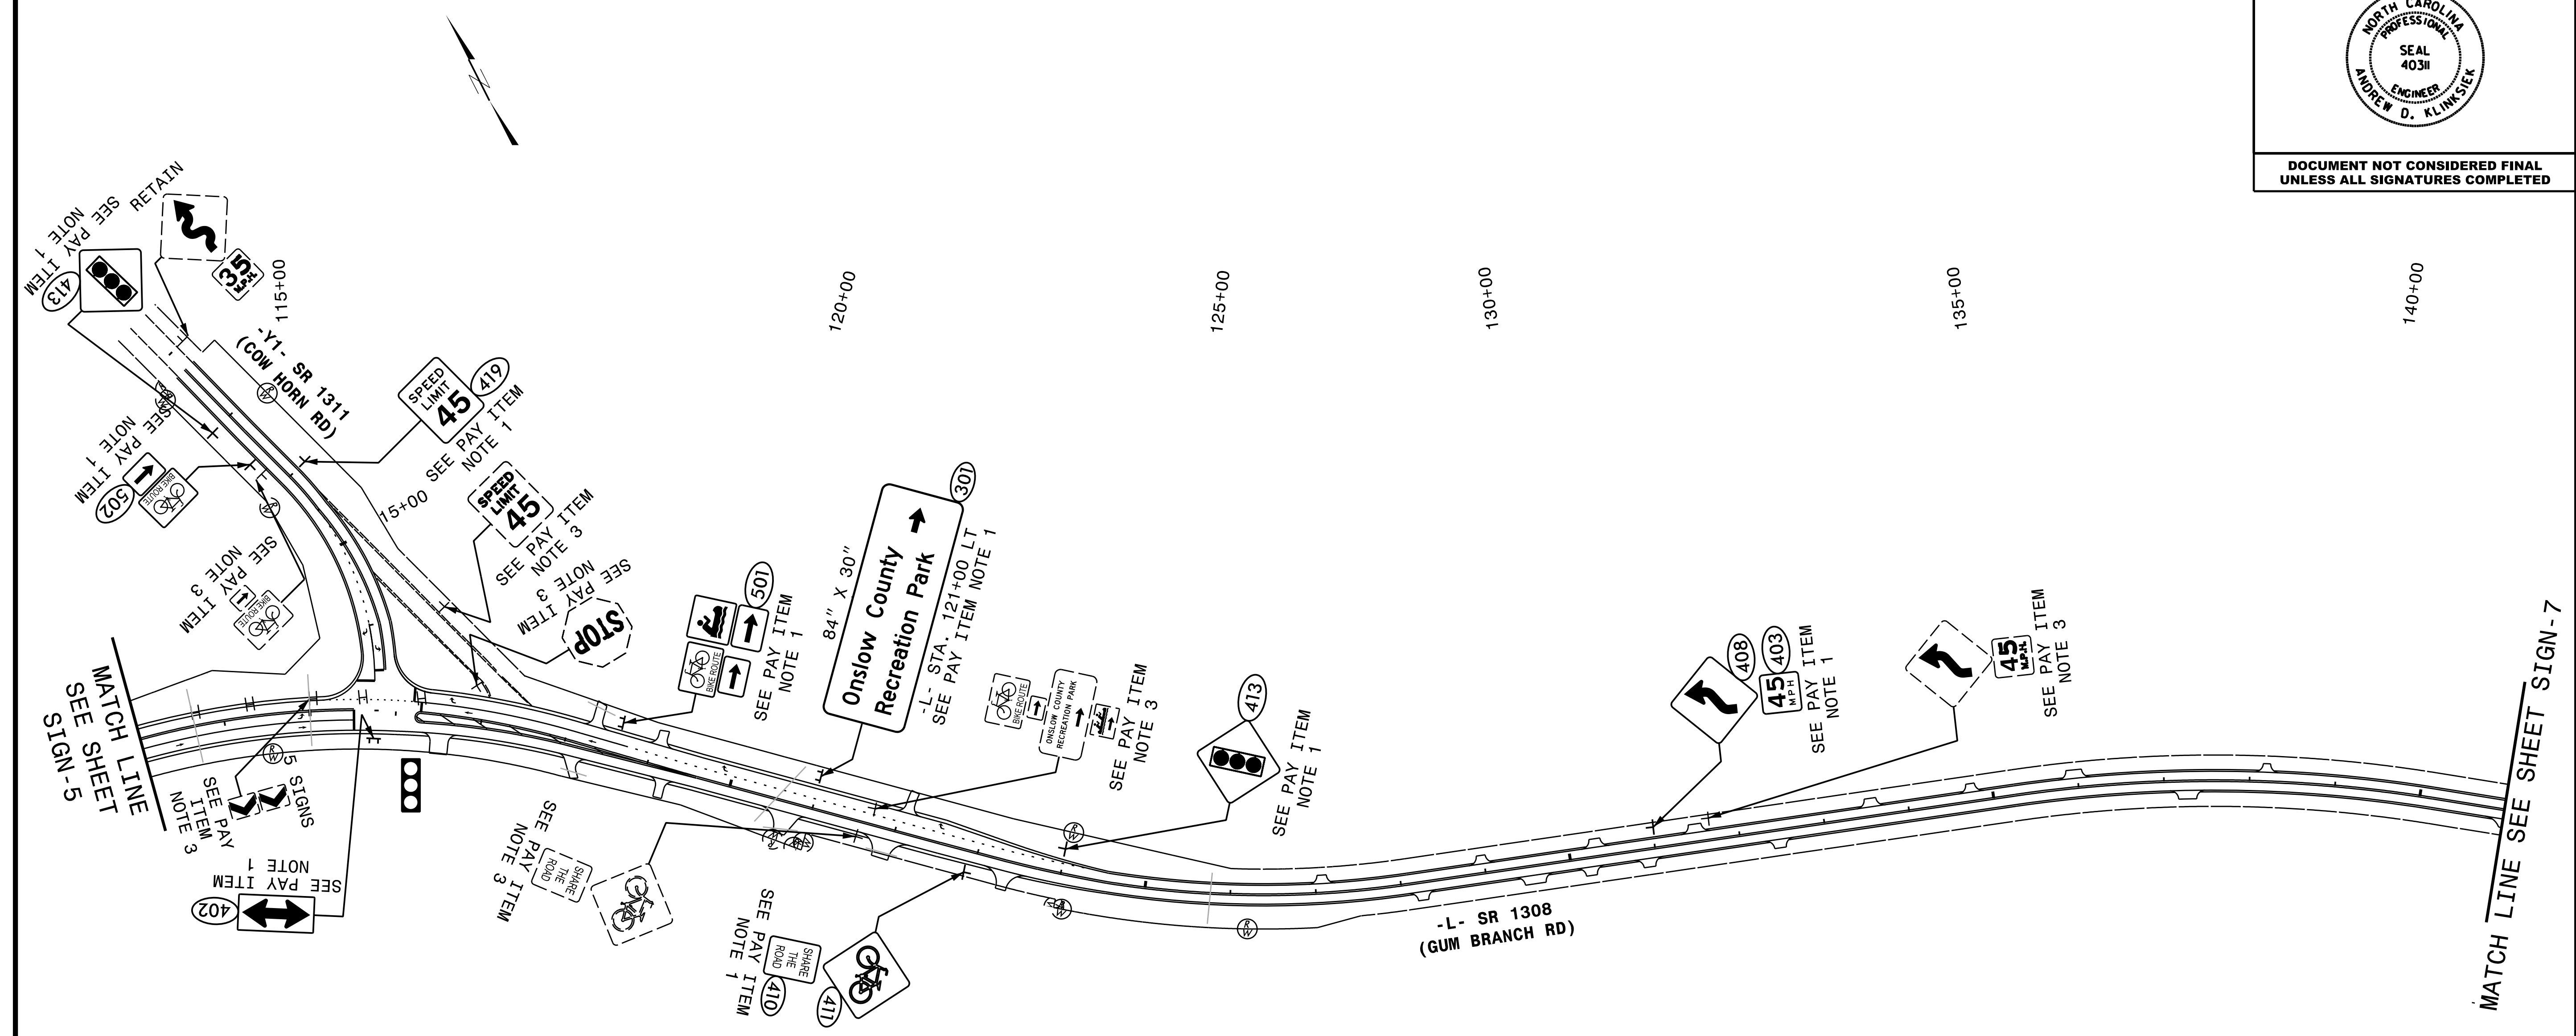 NORTH CAROLINA
PROFESSIONAL
SEAL
40311
ENGINEER
ANDREW D. KLINKSIEK
DOCUMENT NOT CONSIDERED FINAL
UNLESS ALL SIGNATURES COMPLETED
RETAIN
35
M.P.H.
413
SEE PAY ITEM
NOTE 1
115+00
120+00
125+00
130+00
135+00
140+00
-Y1- SR 1311
(COW HORN RD)
SPEED
LIMIT
45
419
SEE PAY ITEM
NOTE 1
15+00
SPEED
LIMIT
45
SEE PAY ITEM
NOTE 3
502
BIKE ROUTE
SEE PAY ITEM
NOTE 1
BIKE ROUTE
SEE PAY ITEM
NOTE 3
STOP
SEE PAY ITEM
NOTE 3
BIKE ROUTE
501
SEE PAY ITEM
NOTE 1
84" X 30"
Onslow County
Recreation Park
301
-L- STA. 121+00 LT
SEE PAY ITEM NOTE 1
BIKE ROUTE
ONSLOW COUNTY
RECREATION PARK
SEE PAY ITEM
NOTE 3
413
SEE PAY ITEM
NOTE 1
408
403
45
MPH
SEE PAY ITEM
NOTE 1
45
M.P.H.
SEE PAY ITEM
NOTE 3
MATCH LINE
SEE SHEET
SIGN-5
5 SIGNS
SEE PAY
ITEM
NOTE 3
402
SEE PAY ITEM
NOTE 1
SHARE
THE
ROAD
SEE PAY ITEM
NOTE 3
SHARE
THE
ROAD
410
411
SEE PAY ITEM
NOTE 1
R/W
R/W
R/W
R/W
R/W
R/W
R/W
-L- SR 1308
(GUM BRANCH RD)
MATCH LINE SEE SHEET SIGN-7